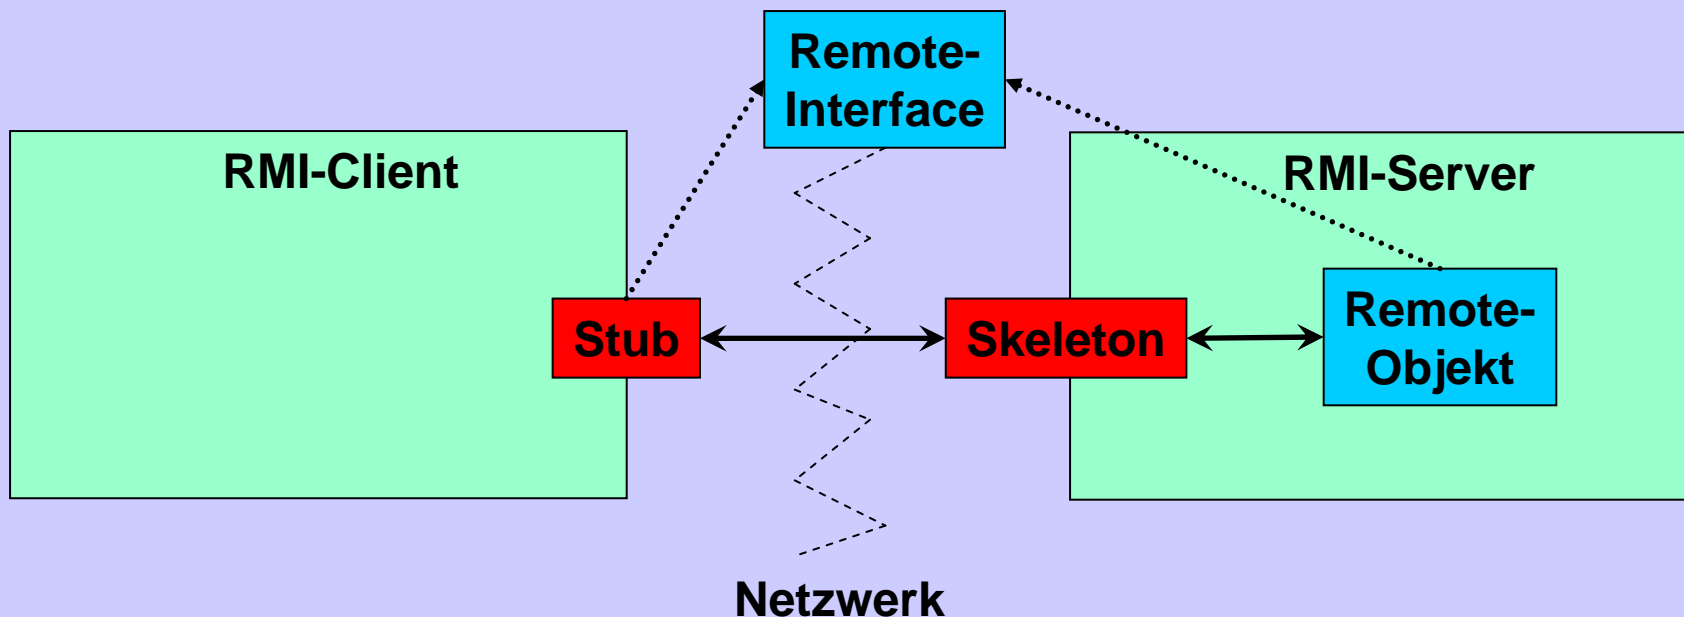 Remote-
Interface
RMI-Client
RMI-Server
Stub
Skeleton
Remote-
Objekt
Netzwerk